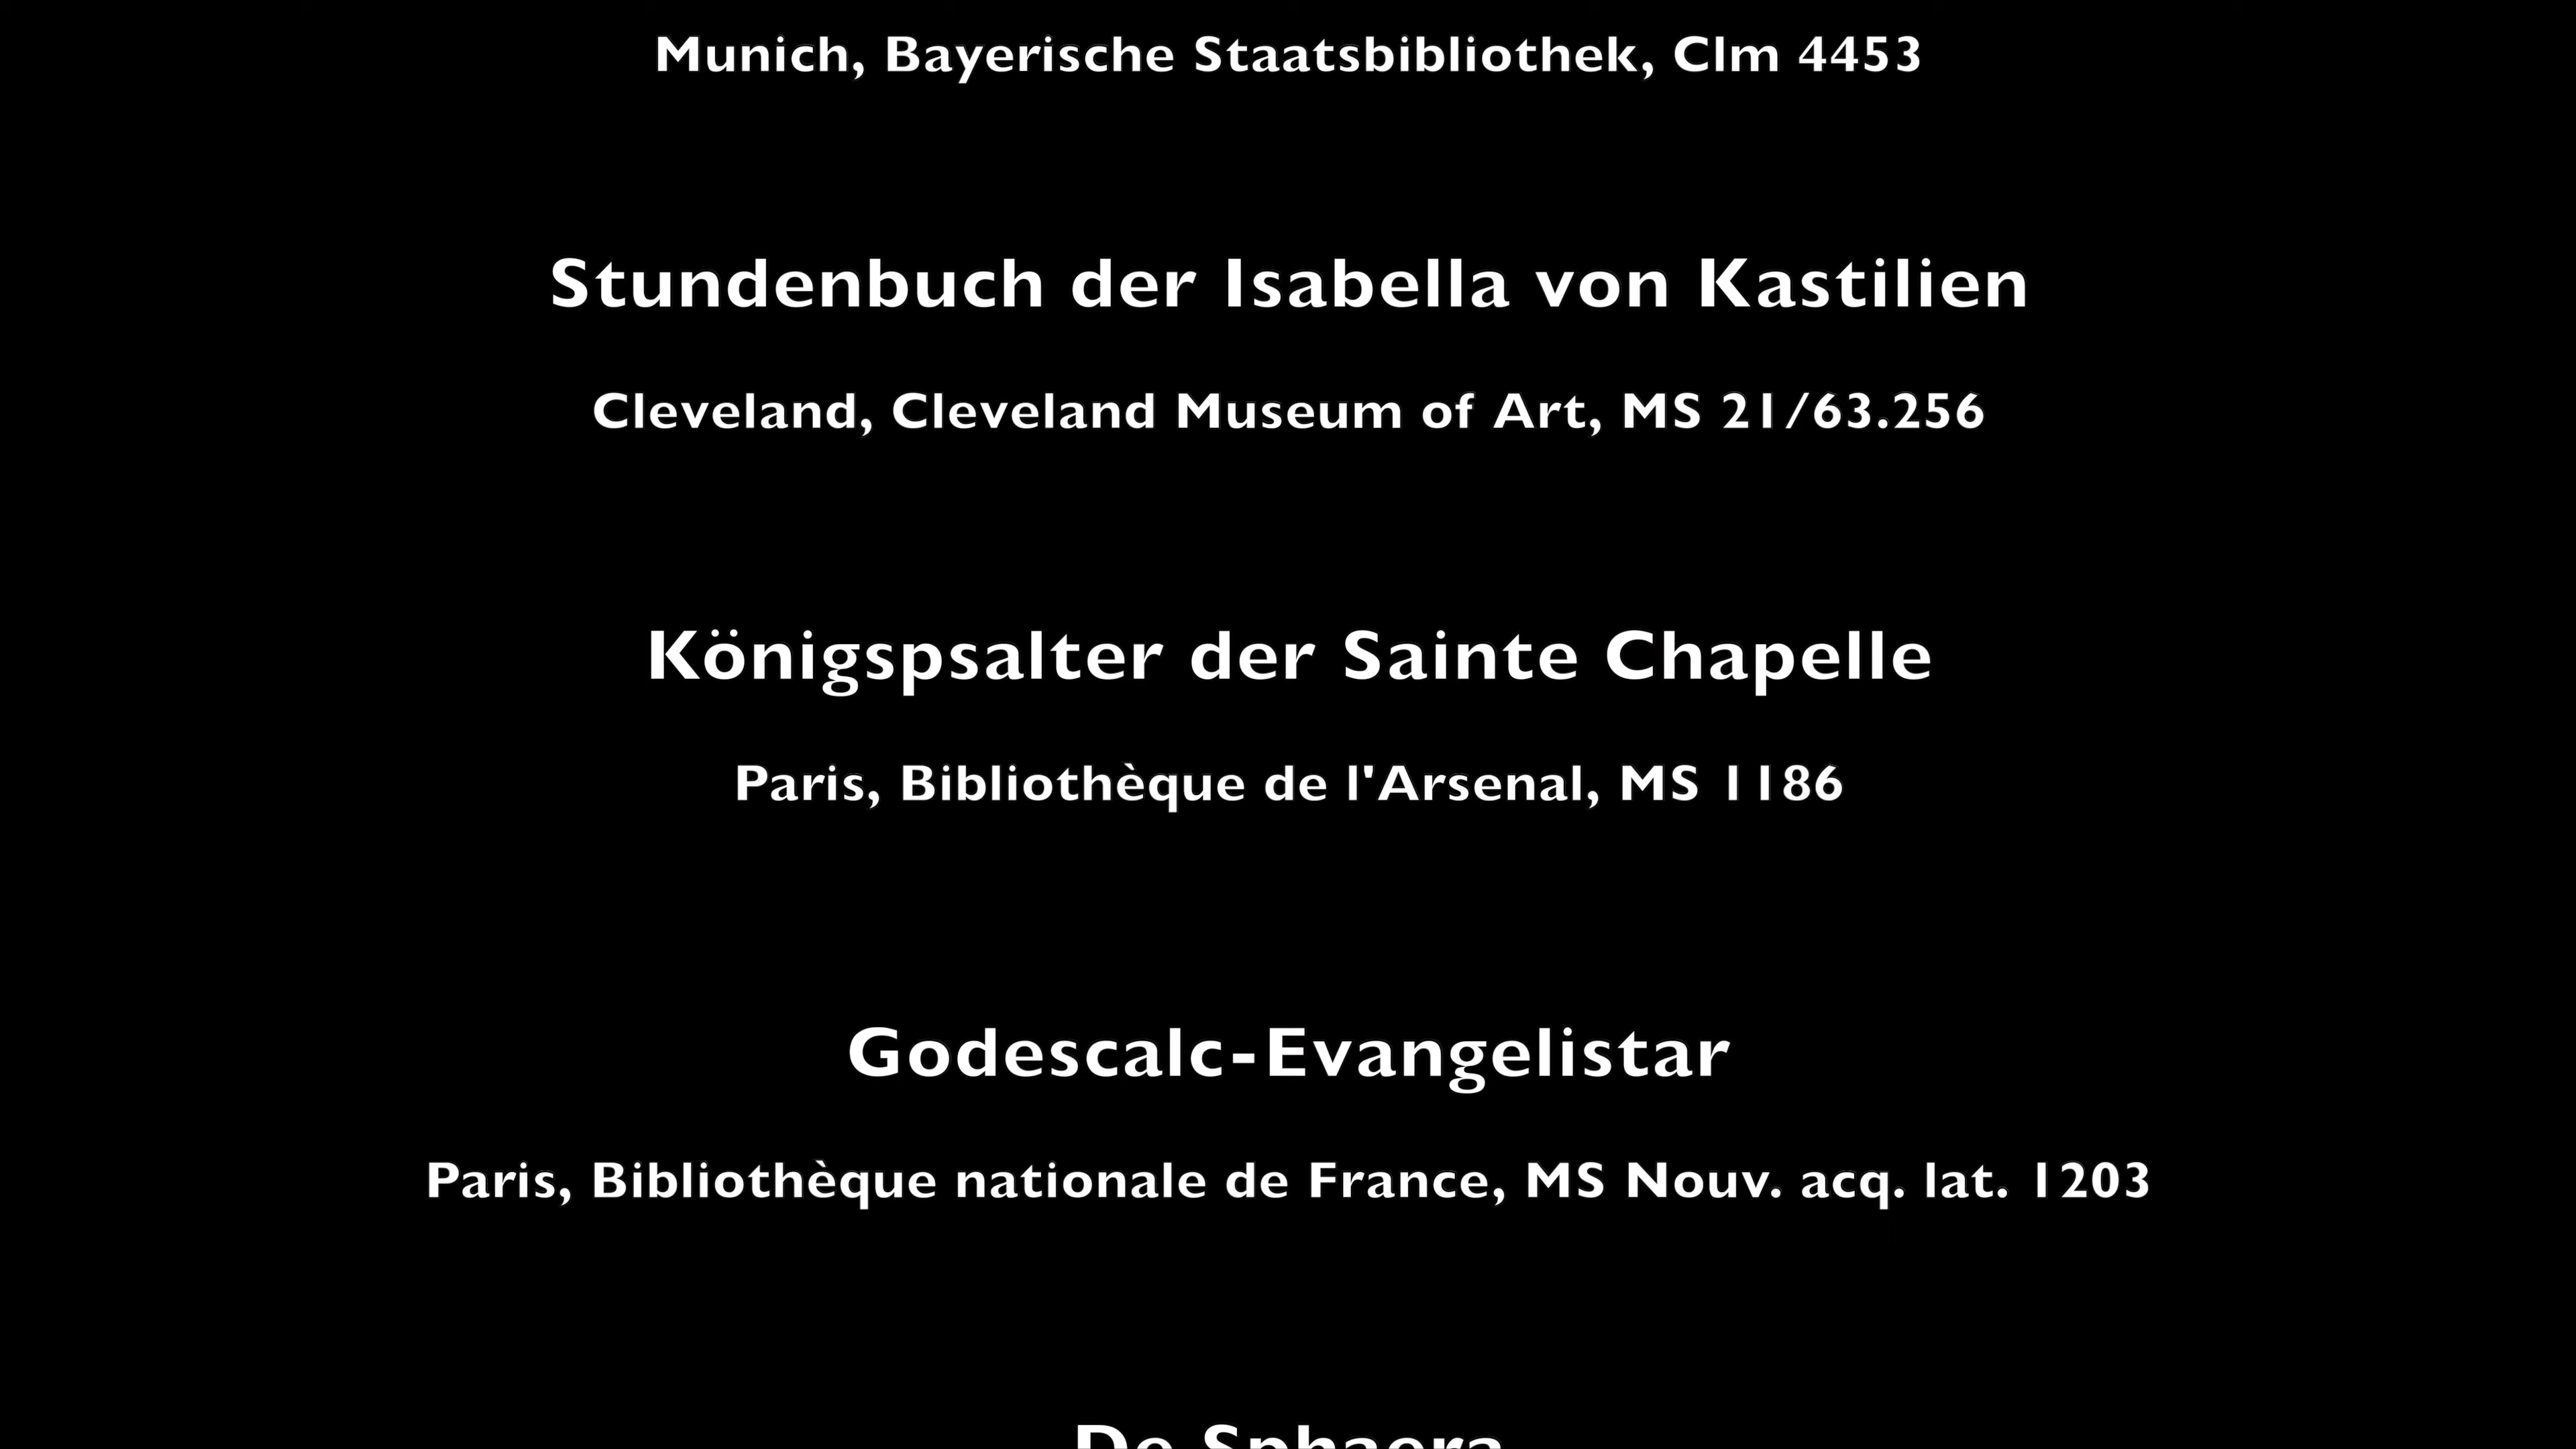 Munich, Bayerische Staatsbibliothek, Clm 4453
Stundenbuch der Isabella von Kastilien
Cleveland, Cleveland Museum of Art, MS 21/63.256
Königspsalter der Sainte Chapelle
Paris, Bibliothèque de l'Arsenal, MS 1186
Godescalc-Evangelistar
Paris, Bibliothèque nationale de France, MS Nouv. acq. lat. 1203
De Sphaera